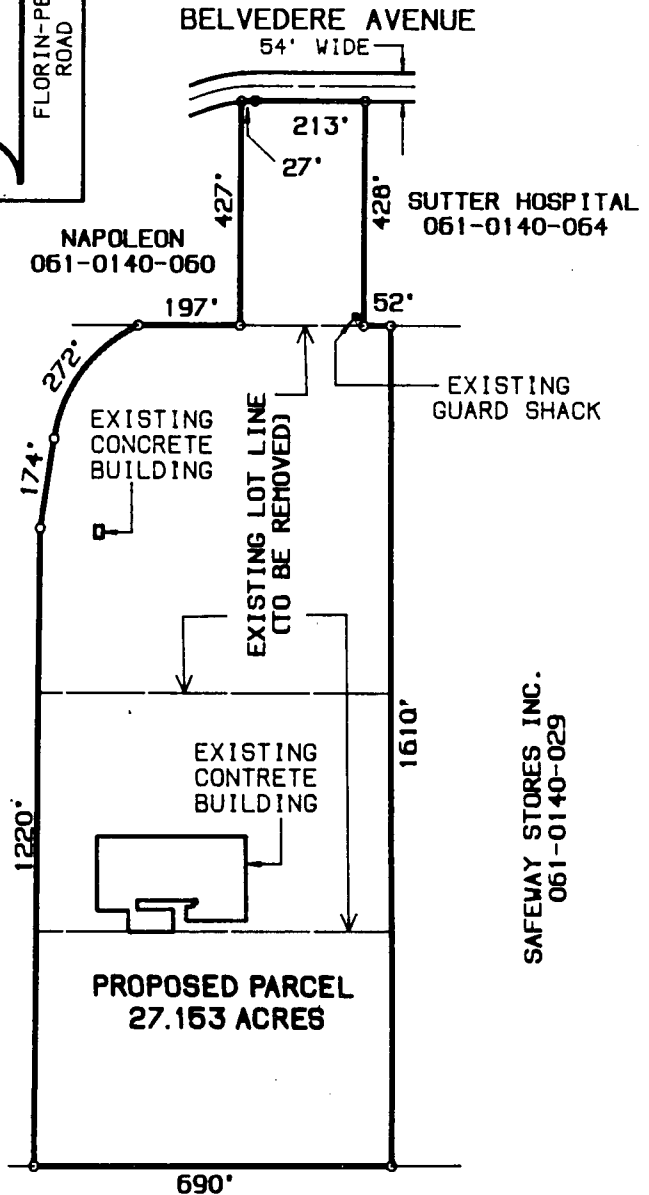 FLORIN-PE
ROAD
BELVEDERE AVENUE
54' WIDE
213'
27'
427'
428'
SUTTER HOSPITAL
061-0140-064
NAPOLEON
061-0140-060
197'
52'
272'
EXISTING
GUARD SHACK
EXISTING
CONCRETE
BUILDING
174'
EXISTING LOT LINE
(TO BE REMOVED)
1610'
SAFEWAY STORES INC.
061-0140-029
EXISTING
CONTRETE
BUILDING
1220'
PROPOSED PARCEL
27.153 ACRES
690'